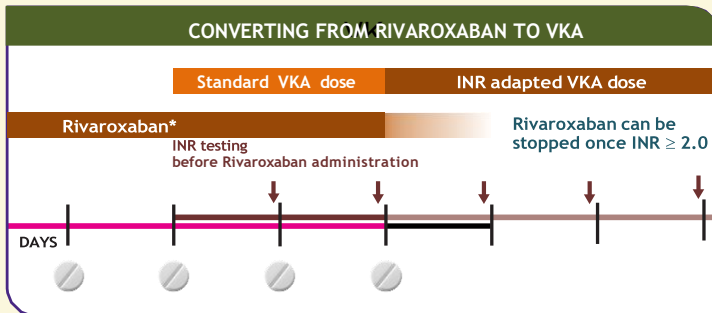 CONVERTING FROM RIVAROXABAN TO VKA
Standard VKA dose
INR adapted VKA dose
Rivaroxaban*
Rivaroxaban can be
stopped once INR ≥ 2.0
INR testing
before Rivaroxaban administration
DAYS